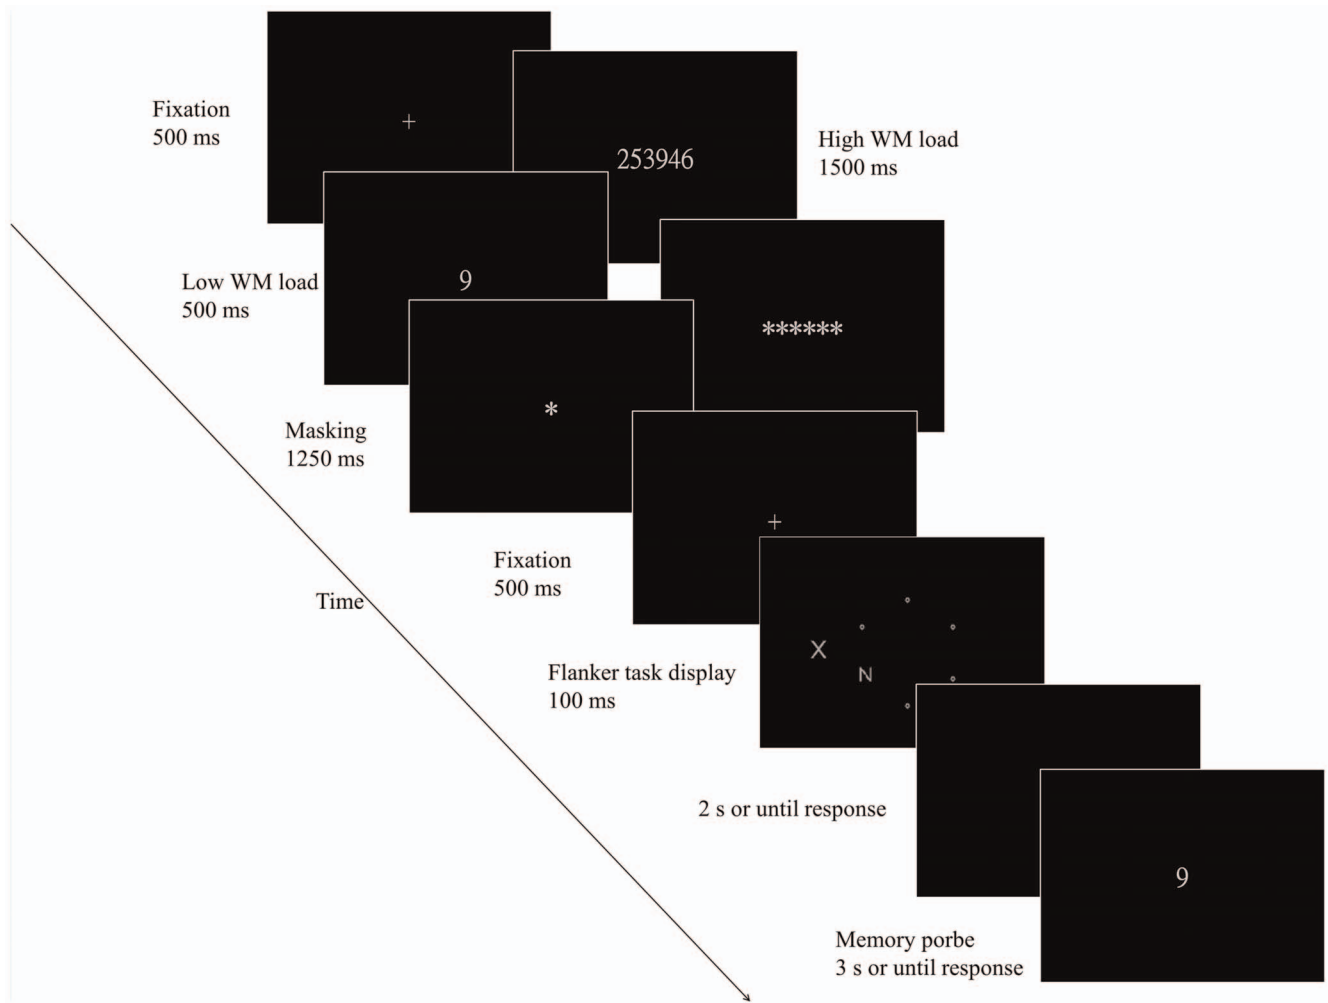 +
Fixation
500 ms
253946
High WM load
1500 ms
9
Low WM load
500 ms
******
*
Masking
1250 ms
+
Fixation
500 ms
Time
X
N
Flanker task display
100 ms
2 s or until response
9
Memory porbe
3 s or until response